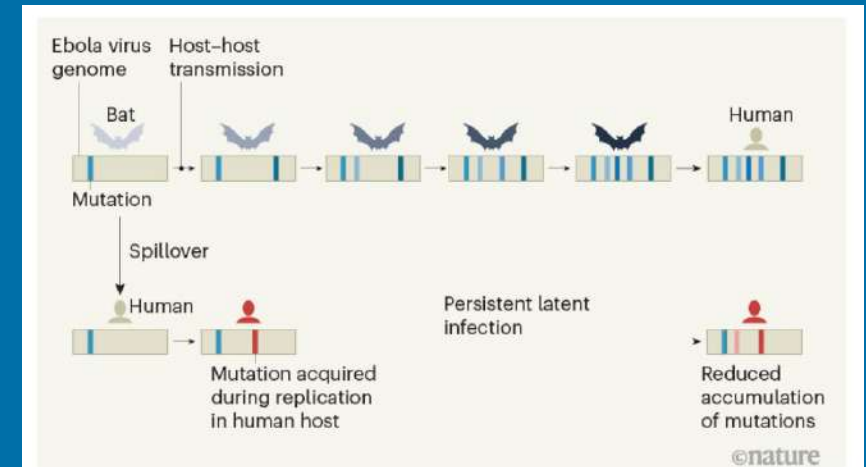 Ebola virus
genome
Host–host
transmission
Bat
Human
Mutation
Spillover
Human
Persistent latent
infection
Mutation acquired
during replication
in human host
Reduced
accumulation
of mutations
©nature